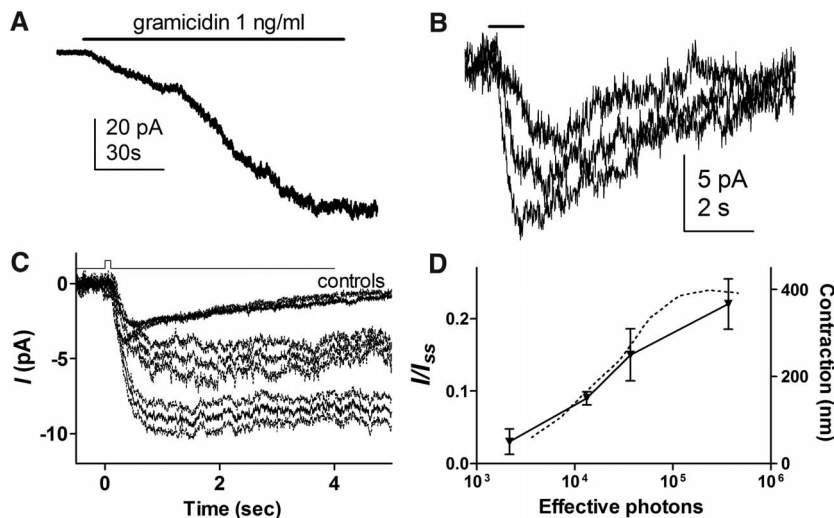 A
gramicidin 1 ng/ml
20 pA
30s
B
5 pA
2 s
C
controls
0
-5
-10
I (pA)
0
2
4
Time (sec)
D
0.2
0.1
0.0
I/Iss
400
200
0
Contraction (nm)
10³
10⁴
10⁵
10⁶
Effective photons